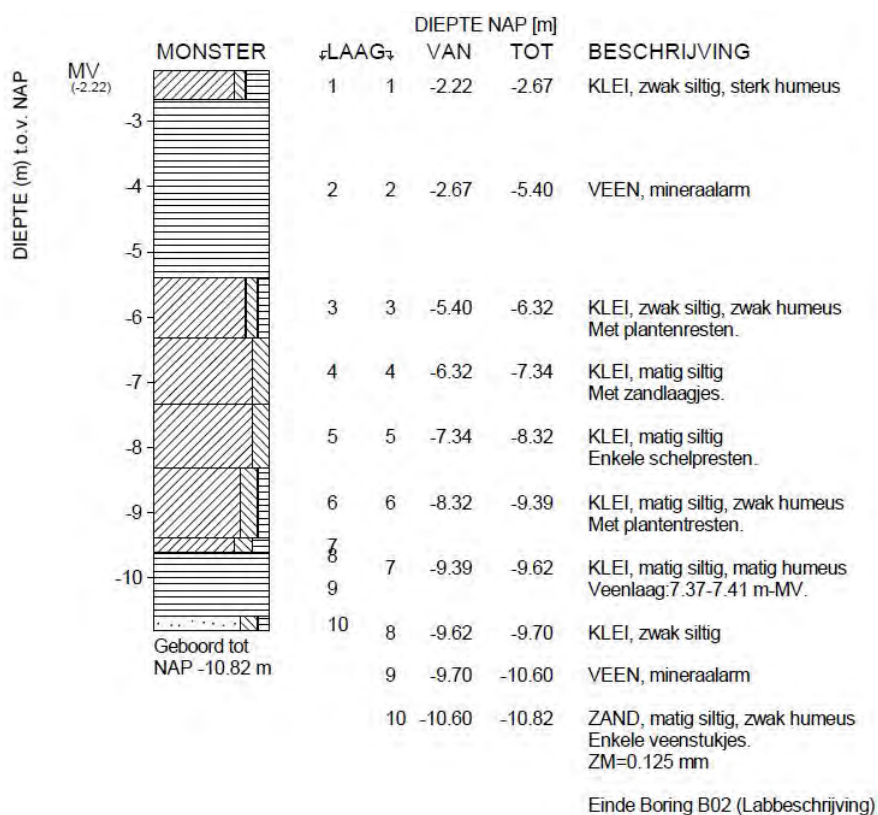 DIEPTE NAP [m]
MONSTER LAAG VAN TOT BESCHRIJVING
DIEPTE (m) t.o.v. NAP
MV
(-2.22)
1 1 -2.22 -2.67 KLEI, zwak siltig, sterk humeus
-3
-4
2 2 -2.67 -5.40 VEEN, mineraalarm
-5
-6
3 3 -5.40 -6.32 KLEI, zwak siltig, zwak humeus
Met plantenresten.
-7
4 4 -6.32 -7.34 KLEI, matig siltig
Met zandlaagjes.
-8
5 5 -7.34 -8.32 KLEI, matig siltig
Enkele schelpresten.
-9
6 6 -8.32 -9.39 KLEI, matig siltig, zwak humeus
Met plantentresten.
7
8
-10
7 -9.39 -9.62 KLEI, matig siltig, matig humeus
Veenlaag:7.37-7.41 m-MV.
9
10
8 -9.62 -9.70 KLEI, zwak siltig
Geboord tot
NAP -10.82 m
9 -9.70 -10.60 VEEN, mineraalarm
10 -10.60 -10.82 ZAND, matig siltig, zwak humeus
Enkele veenstukjes.
ZM=0.125 mm
Einde Boring B02 (Labbeschrijving)